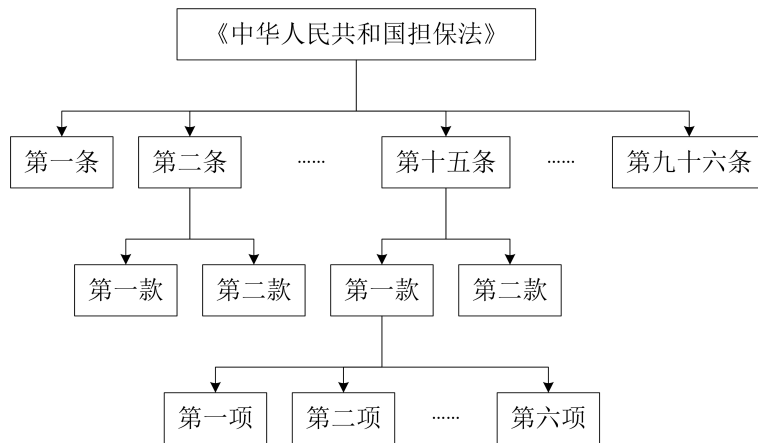 《中华人民共和国担保法》
第一条 第二条 ...... 第十五条 ...... 第九十六条
第一款 第二款 第一款 第二款
第一项 第二项 ...... 第六项